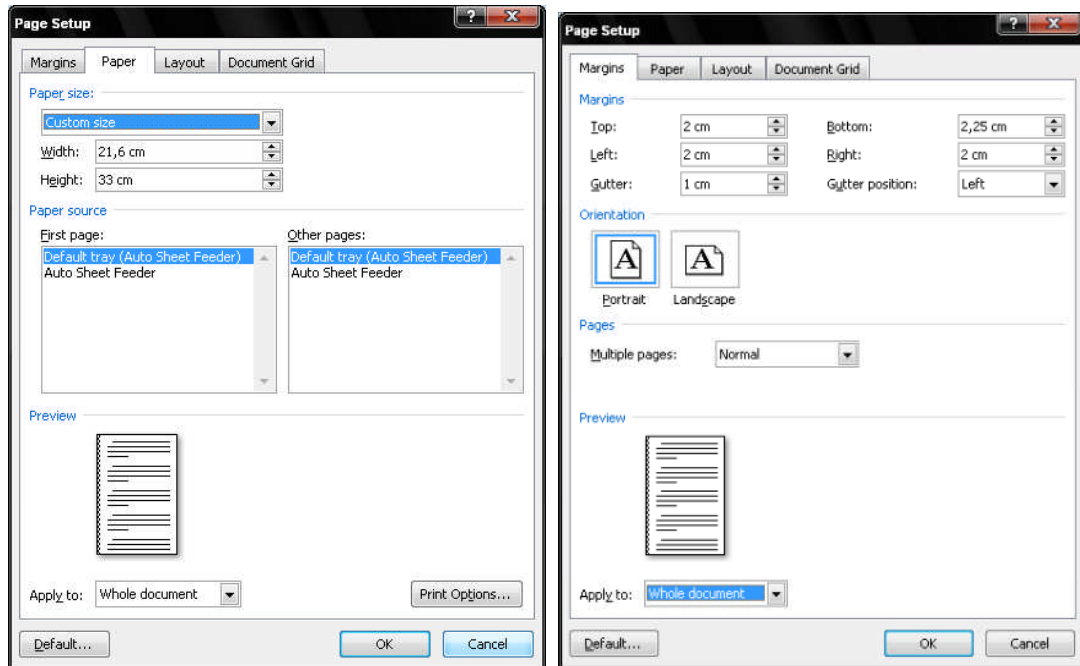 Page Setup
?
X
Margins Paper Layout Document Grid
Paper size:
Custom size
Width: 21,6 cm
Height: 33 cm
Paper source
First page: Other pages:
Default tray (Auto Sheet Feeder) Default tray (Auto Sheet Feeder)
Auto Sheet Feeder Auto Sheet Feeder
Preview
Apply to: Whole document Print Options...
Default... OK Cancel
Page Setup
?
X
Margins Paper Layout Document Grid
Margins
Top: 2 cm Bottom: 2,25 cm
Left: 2 cm Right: 2 cm
Gutter: 1 cm Gutter position: Left
Orientation
A A
Portrait Landscape
Pages
Multiple pages: Normal
Preview
Apply to: Whole document
Default... OK Cancel